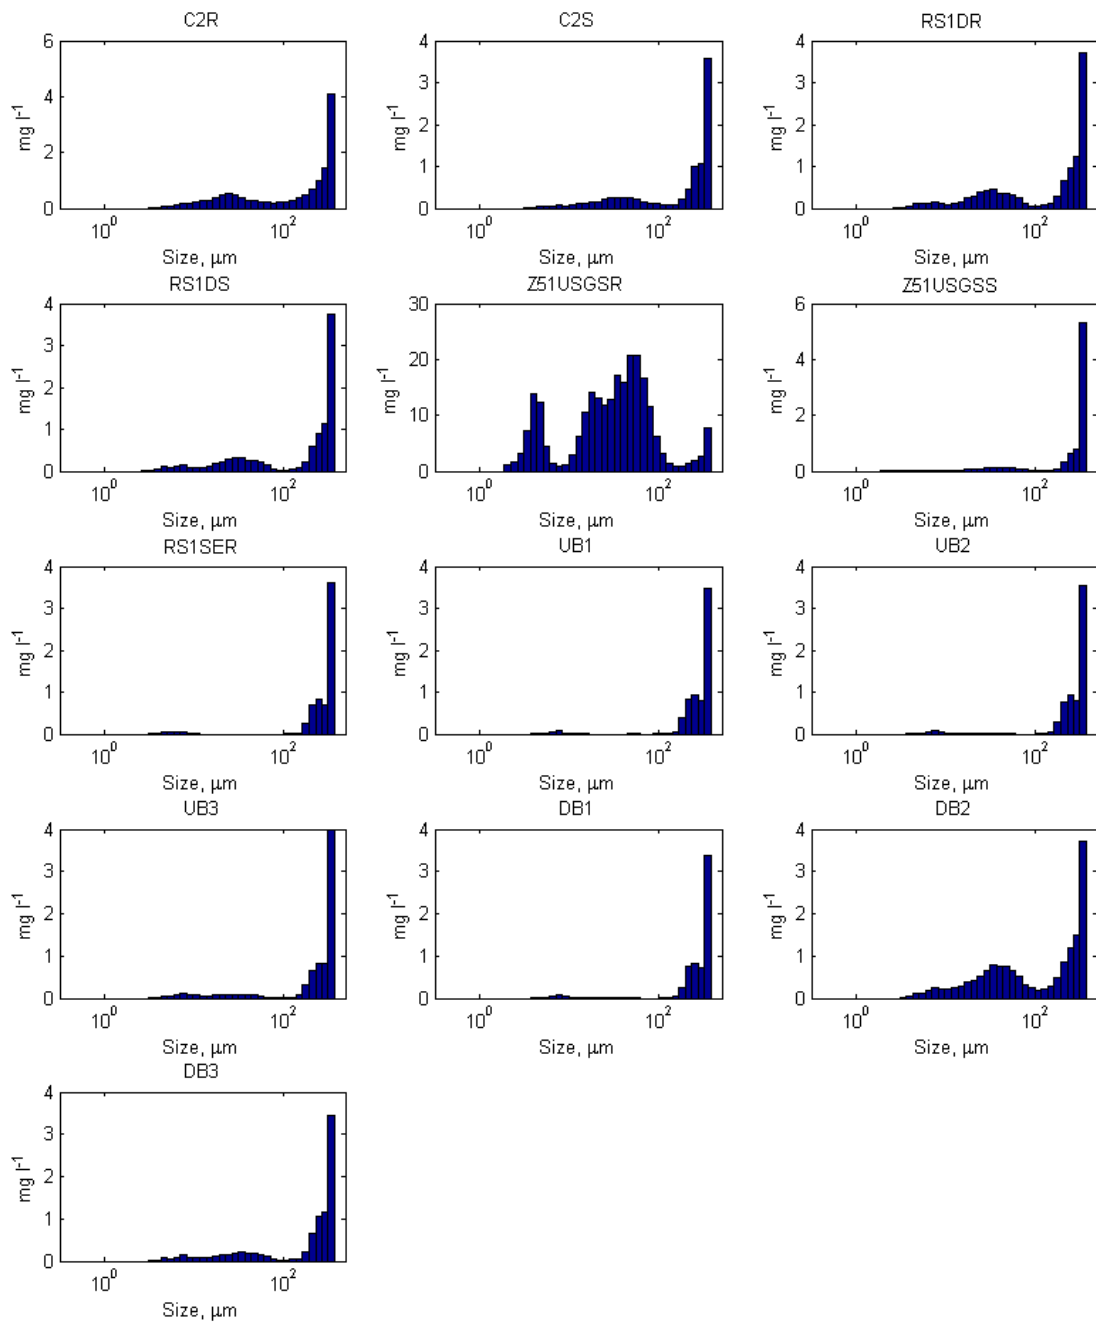 C2R
C2S
RS1DR
6
4
2
0
mg l-1
10^0
10^2
Size, μm
4
3
2
1
0
mg l-1
10^0
10^2
Size, μm
4
3
2
1
0
mg l-1
10^0
10^2
Size, μm
RS1DS
Z51USGSR
Z51USGSS
4
3
2
1
0
mg l-1
10^0
10^2
Size, μm
30
20
10
0
mg l-1
10^0
10^2
Size, μm
6
4
2
0
mg l-1
10^0
10^2
Size, μm
RS1SER
UB1
UB2
4
3
2
1
0
mg l-1
10^0
10^2
Size, μm
4
3
2
1
0
mg l-1
10^0
10^2
Size, μm
4
3
2
1
0
mg l-1
10^0
10^2
Size, μm
UB3
DB1
DB2
4
3
2
1
0
mg l-1
10^0
10^2
Size, μm
4
3
2
1
0
mg l-1
10^0
10^2
Size, μm
4
3
2
1
0
mg l-1
10^0
10^2
Size, μm
DB3
4
3
2
1
0
mg l-1
10^0
10^2
Size, μm